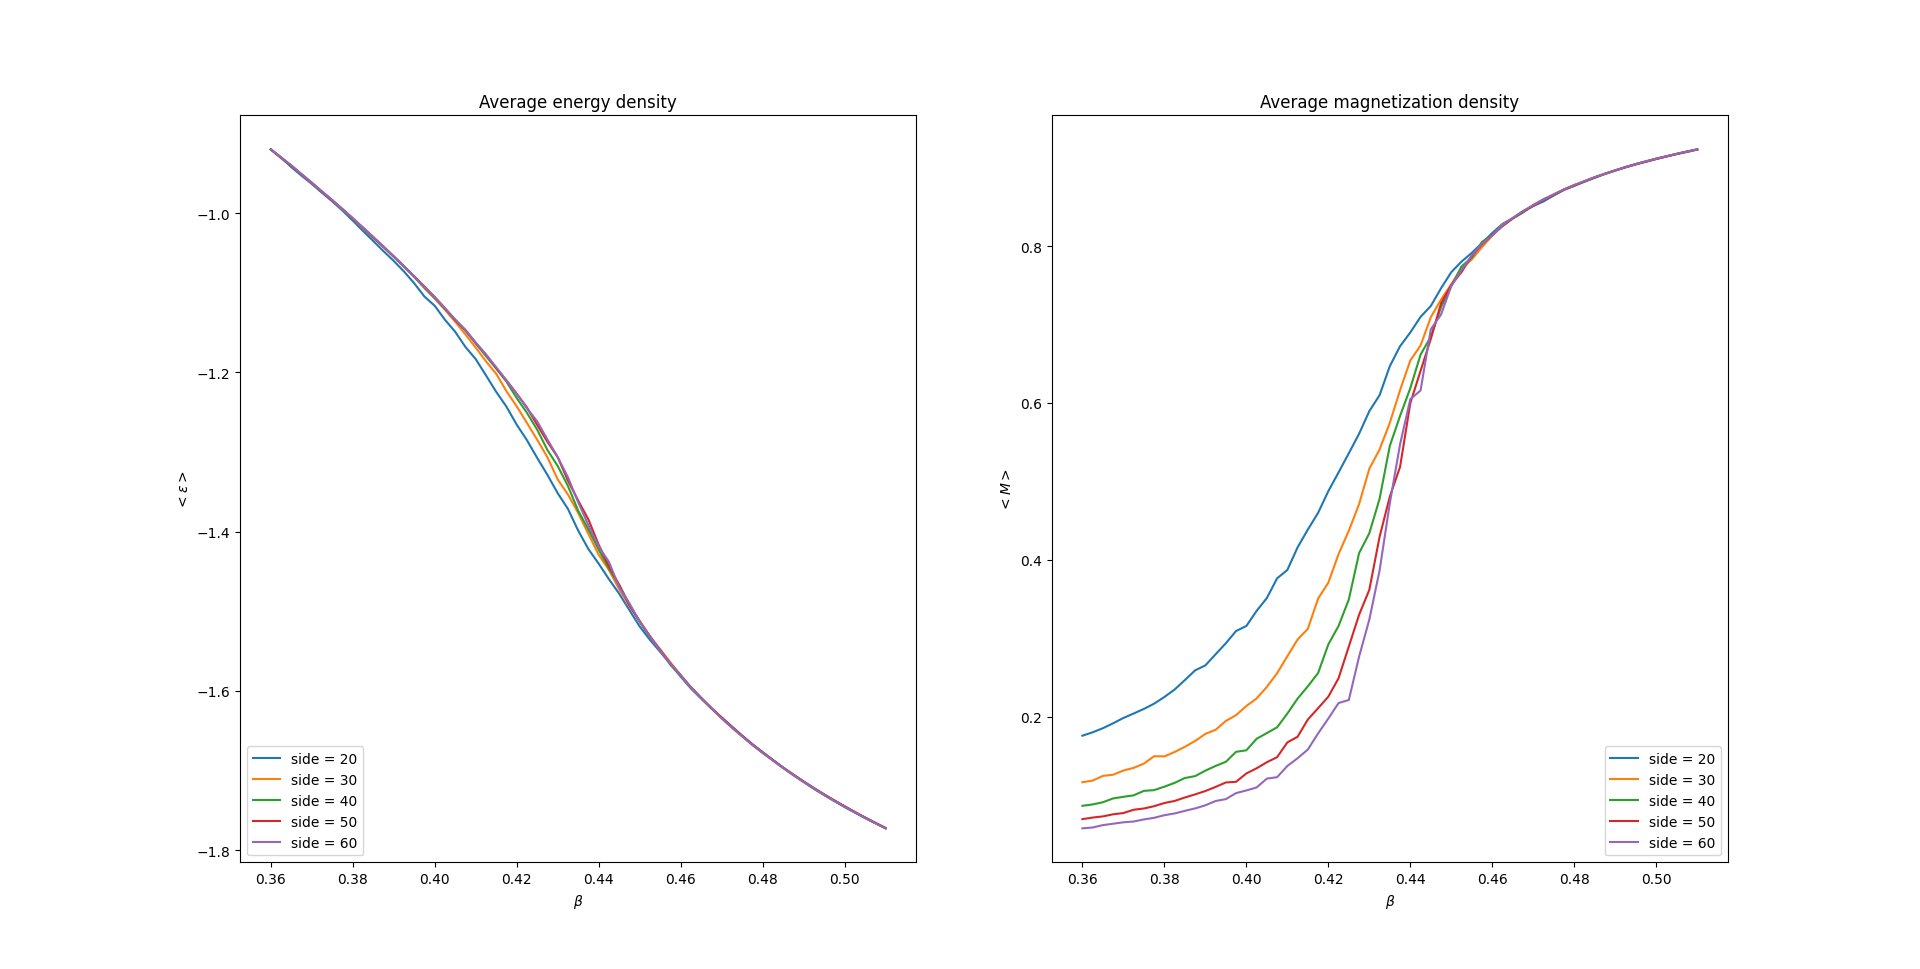 Average energy density
−1.0
−1.2
−1.4
−1.6
−1.8
< ε >
0.36 0.38 0.40 0.42 0.44 0.46 0.48 0.50
β
side = 20
side = 30
side = 40
side = 50
side = 60
Average magnetization density
0.8
0.6
0.4
0.2
< M >
0.36 0.38 0.40 0.42 0.44 0.46 0.48 0.50
β
side = 20
side = 30
side = 40
side = 50
side = 60